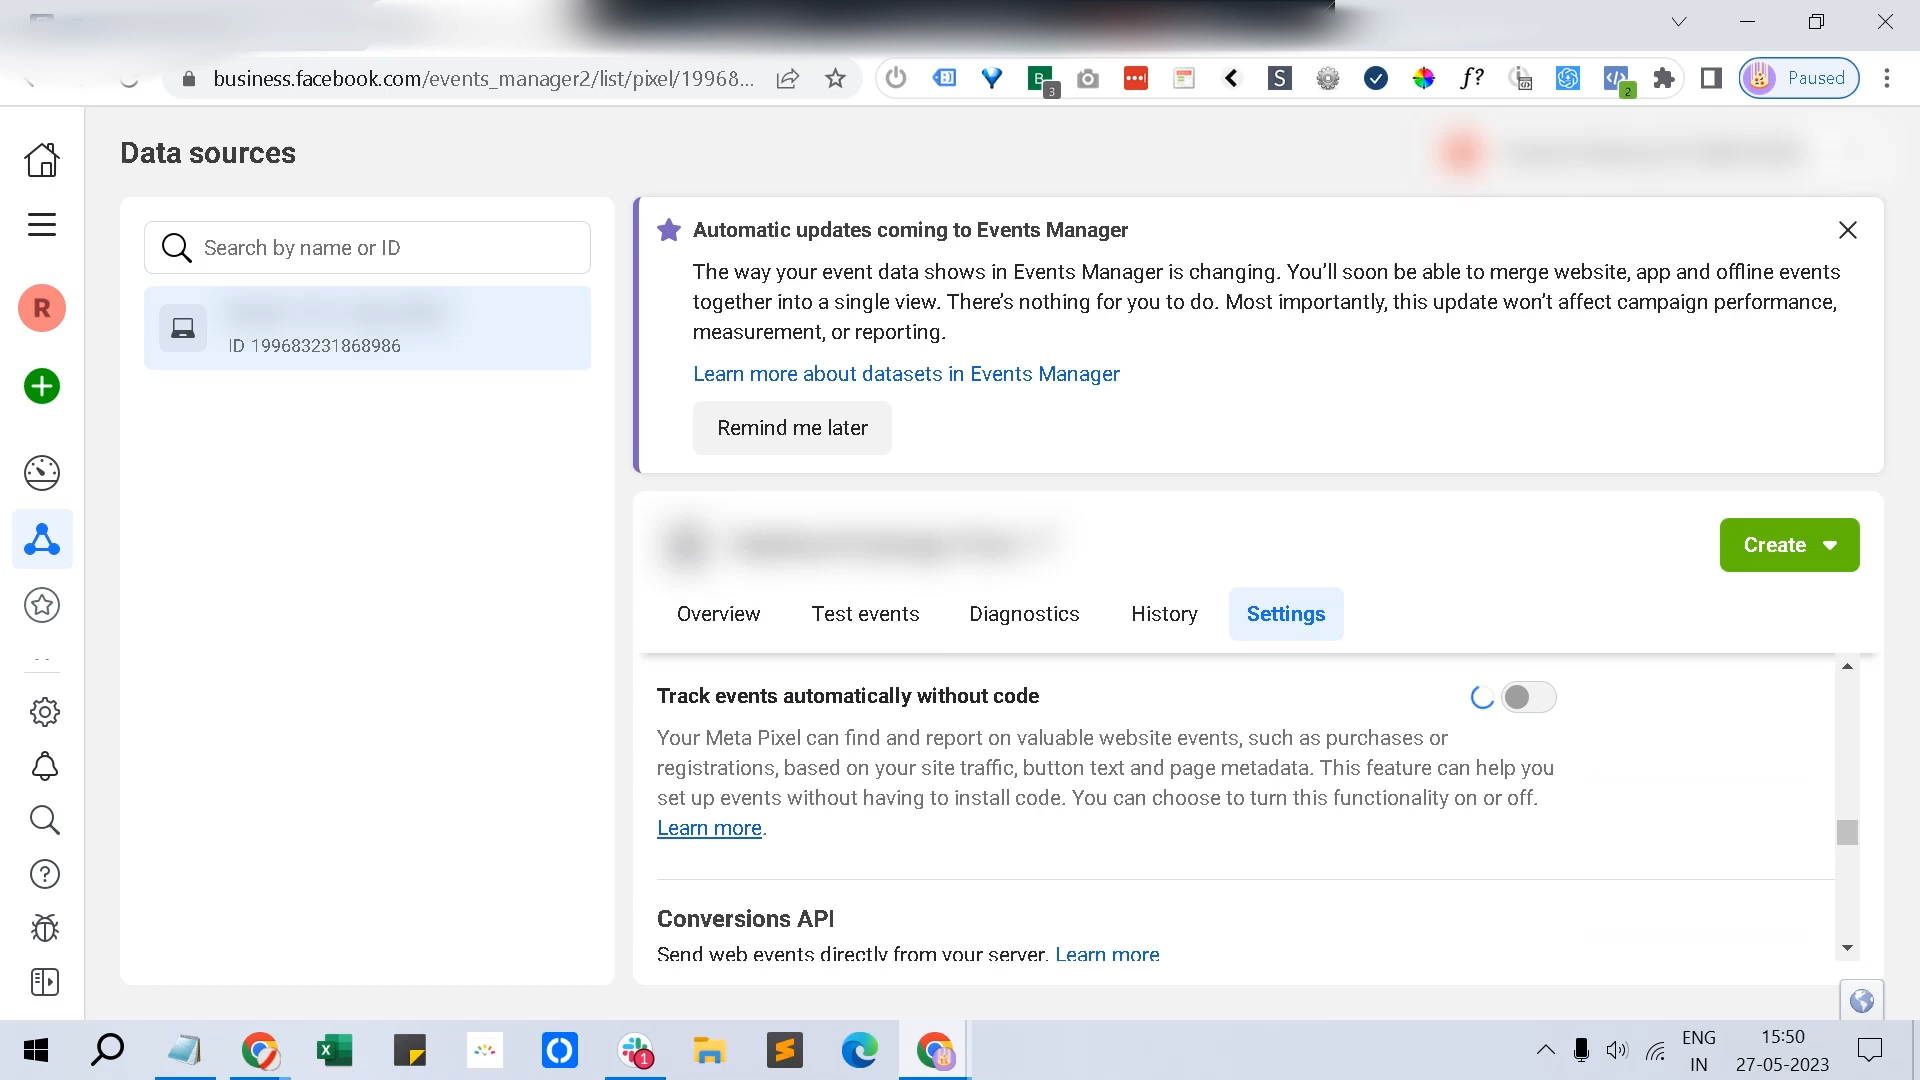 business.facebook.com/events_manager2/list/pixel/19968...
3
2
Paused
Data sources
Search by name or ID
ID 199683231868986
R
Automatic updates coming to Events Manager
The way your event data shows in Events Manager is changing. You'll soon be able to merge website, app and offline events
together into a single view. There's nothing for you to do. Most importantly, this update won't affect campaign performance,
measurement, or reporting.
Learn more about datasets in Events Manager
Remind me later
Create
Overview
Test events
Diagnostics
History
Settings
Track events automatically without code
Your Meta Pixel can find and report on valuable website events, such as purchases or
registrations, based on your site traffic, button text and page metadata. This feature can help you
set up events without having to install code. You can choose to turn this functionality on or off.
Learn more.
Conversions API
Send web events directly from your server. Learn more
1
ENG
IN
15:50
27-05-2023